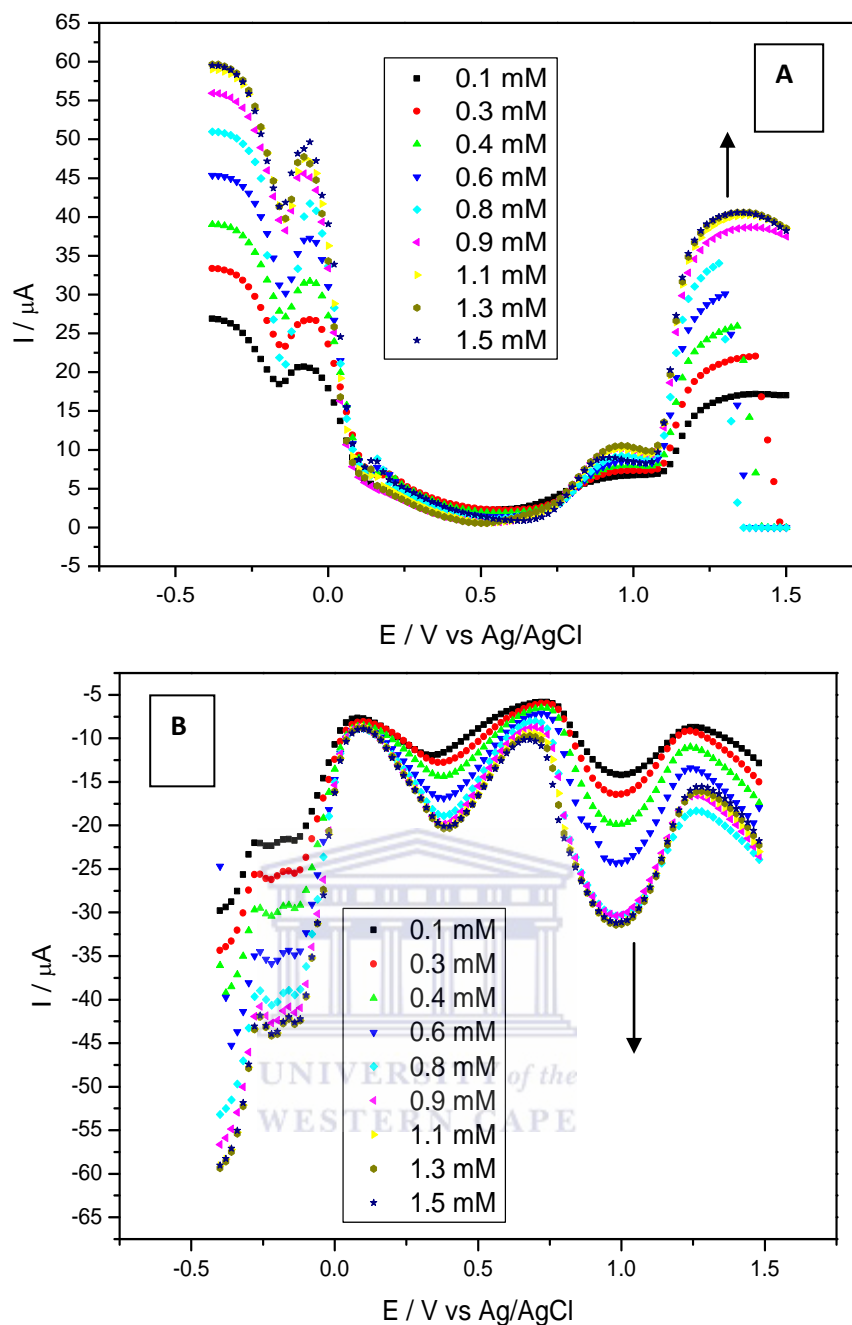 A
65
60
55
50
45
40
35
30
25
20
15
10
5
0
-5
I / μA
0.1 mM
0.3 mM
0.4 mM
0.6 mM
0.8 mM
0.9 mM
1.1 mM
1.3 mM
1.5 mM
-0.5 0.0 0.5 1.0 1.5
E / V vs Ag/AgCl
B
-5
-10
-15
-20
-25
-30
-35
-40
-45
-50
-55
-60
-65
I / μA
0.1 mM
0.3 mM
0.4 mM
0.6 mM
0.8 mM
0.9 mM
1.1 mM
1.3 mM
1.5 mM
UNIVERSITY of the
WESTERN CAPE
-0.5 0.0 0.5 1.0 1.5
E / V vs Ag/AgCl